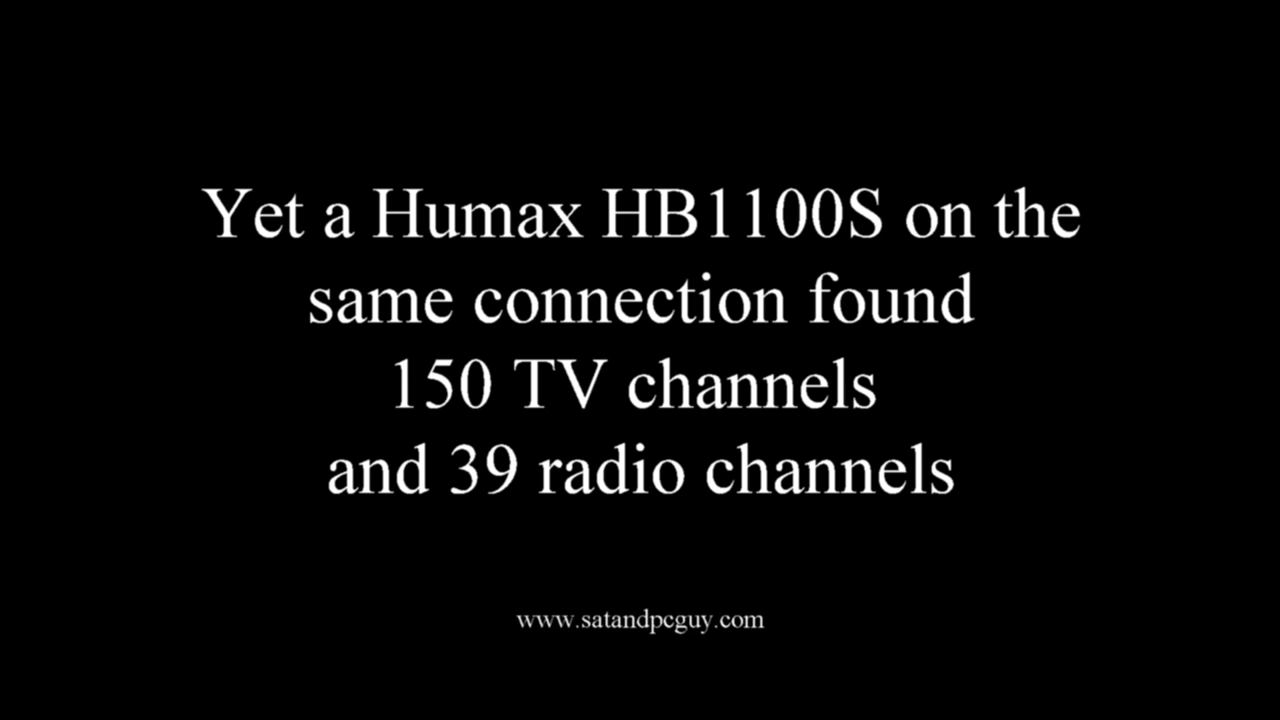 Yet a Humax HB1100S on the
same connection found
150 TV channels
and 39 radio channels
www.satandpcguy.com